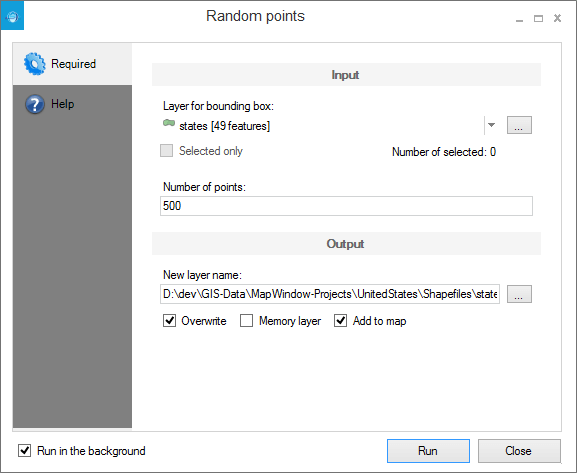 Random points
Required
Help
Input
Layer for bounding box:
states [49 features]
...
Selected only
Number of selected: 0
Number of points:
500
Output
New layer name:
D:\dev\GIS-Data\MapWindow-Projects\UnitedStates\Shapefiles\state
...
Overwrite
Memory layer
Add to map
Run in the background
Run
Close